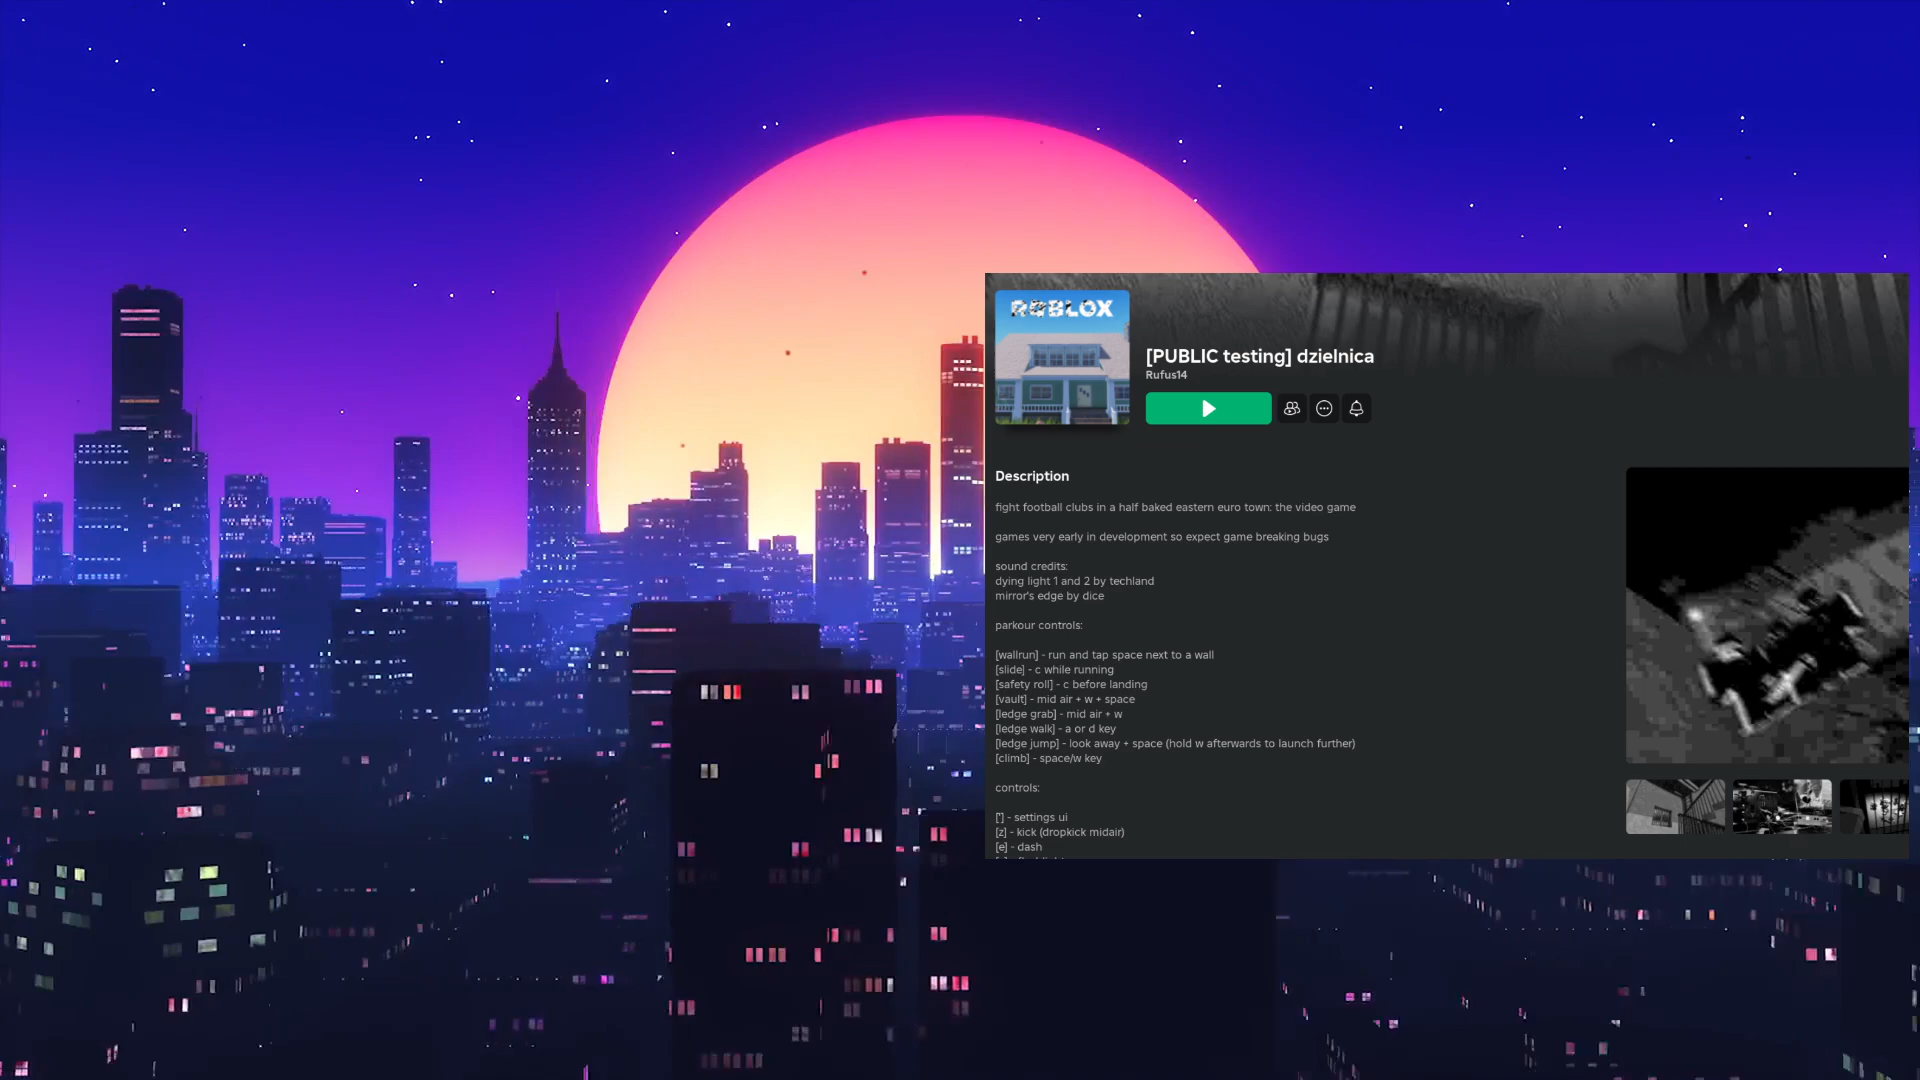 ROBLOX
[PUBLIC testing] dzielnica
Rufus14
Description
fight football clubs in a half baked eastern euro town: the video game
games very early in development so expect game breaking bugs
sound credits:
dying light 1 and 2 by techland
mirror's edge by dice
parkour controls:
[wallrun] - run and tap space next to a wall
[slide] - c while running
[safety roll] - c before landing
[vault] - mid air + w + space
[ledge grab] - mid air + w
[ledge walk] - a or d key
[ledge jump] - look away + space (hold w afterwards to launch further)
[climb] - space/w key
controls:
['] - settings ui
[z] - kick (dropkick midair)
[e] - dash